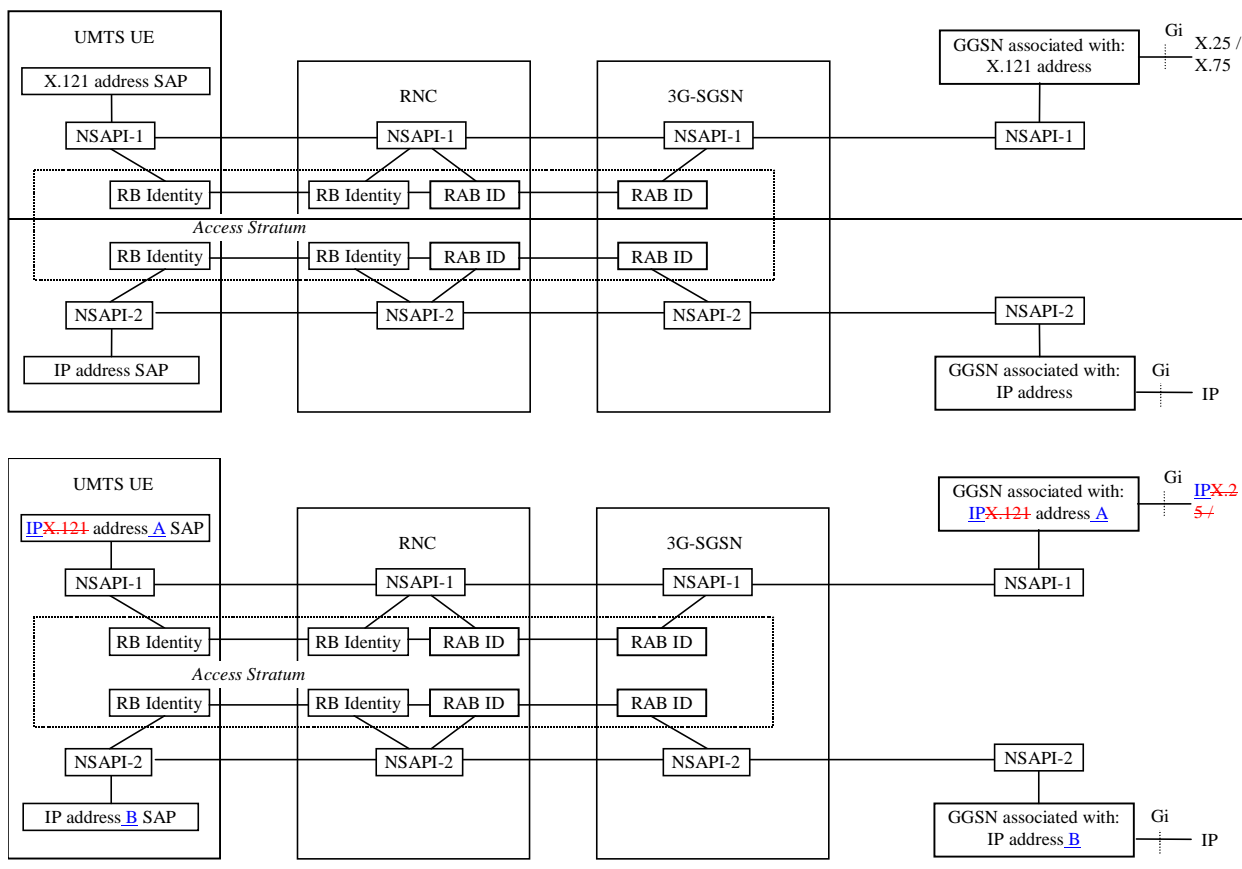 UMTS UE
X.121 address SAP
RNC
3G-SGSN
GGSN associated with:
X.121 address
Gi
X.25 /
X.75
NSAPI-1
NSAPI-1
NSAPI-1
NSAPI-1
RB Identity
RB Identity
RAB ID
RAB ID
Access Stratum
RB Identity
RB Identity
RAB ID
RAB ID
NSAPI-2
NSAPI-2
NSAPI-2
NSAPI-2
IP address SAP
GGSN associated with:
IP address
Gi
IP
UMTS UE
IPX.121 address A SAP
RNC
3G-SGSN
GGSN associated with:
IPX.121 address A
Gi
IPX.2
5 /
NSAPI-1
NSAPI-1
NSAPI-1
NSAPI-1
RB Identity
RB Identity
RAB ID
RAB ID
Access Stratum
RB Identity
RB Identity
RAB ID
RAB ID
NSAPI-2
NSAPI-2
NSAPI-2
NSAPI-2
IP address B SAP
GGSN associated with:
IP address B
Gi
IP